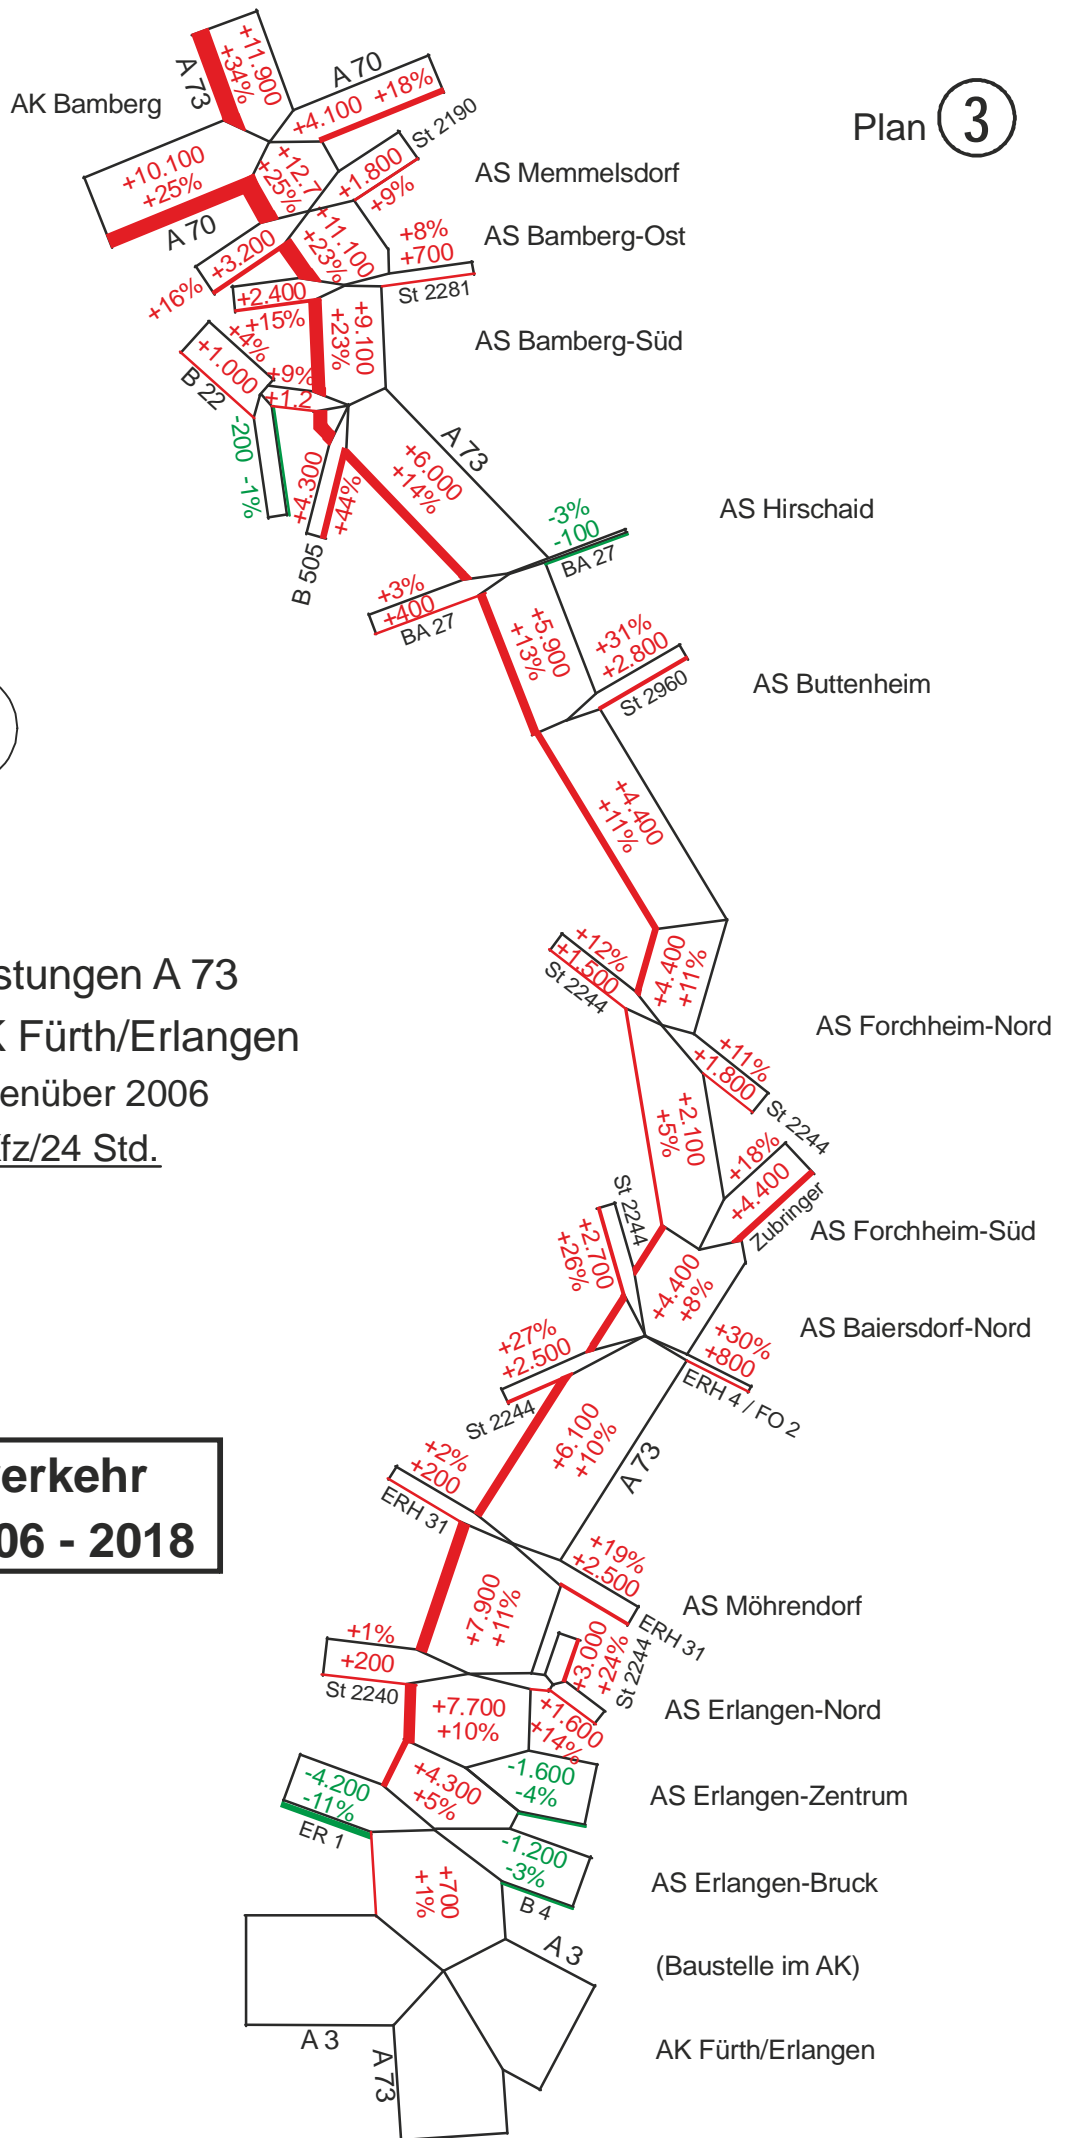 Plan 3
+11.900
+34%
A 73
A 70
+4.100 +18%
AK Bamberg
St 2190
+10.100
+25%
A 70
+12.7
+25%
+1.800
+9%
AS Memmelsdorf
+3.200
+16%
+11.100
+23%
+8%
+700
St 2281
AS Bamberg-Ost
+2.400
+15%
+9.100
+23%
AS Bamberg-Süd
+4%
+1.000
B 22
+9%
+1.2
-200 -1%
+4.300
+44%
B 505
A 73
+6.000
+14%
-3%
-100
BA 27
AS Hirschaid
+3%
+400
BA 27
+5.900
+13%
+31%
+2.800
St 2960
AS Buttenheim
+4.400
+11%
+12%
+1.500
St 2244
+4.400
+11%
stungen A 73
K Fürth/Erlangen
enüber 2006
Kfz/24 Std.
AS Forchheim-Nord
+11%
+1.800
St 2244
+2.100
+5%
+18%
+4.400
Zubringer
AS Forchheim-Süd
St 2244
+2.700
+26%
+4.400
+8%
AS Baiersdorf-Nord
+27%
+2.500
St 2244
+30%
+800
ERH 4 / FO 2
+6.100
+10%
A 73
+2%
+200
ERH 31
verkehr
06 - 2018
+19%
+2.500
ERH 31
AS Möhrendorf
+7.900
+11%
+1%
+200
St 2240
+3.000
+24%
St 2244
AS Erlangen-Nord
+7.700
+10%
+1.600
+14%
-1.600
-4%
AS Erlangen-Zentrum
-4.200
-11%
ER 1
+4.300
+5%
-1.200
-3%
B 4
AS Erlangen-Bruck
+700
+1%
A 3
(Baustelle im AK)
A 3
A 73
AK Fürth/Erlangen